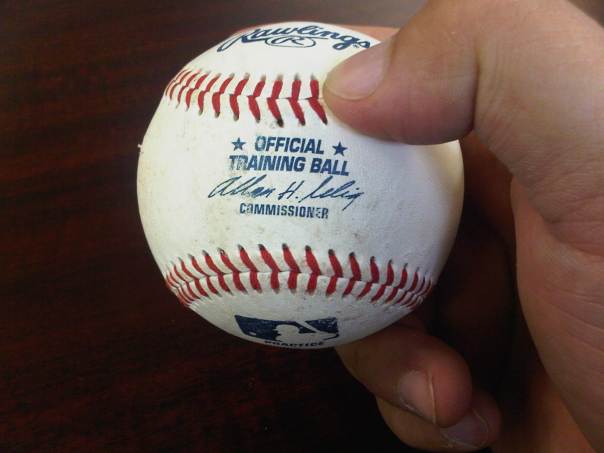 Rawlings
R
★ OFFICIAL ★
TRAINING BALL
Allan H. Selig
COMMISSIONER
PRACTICE